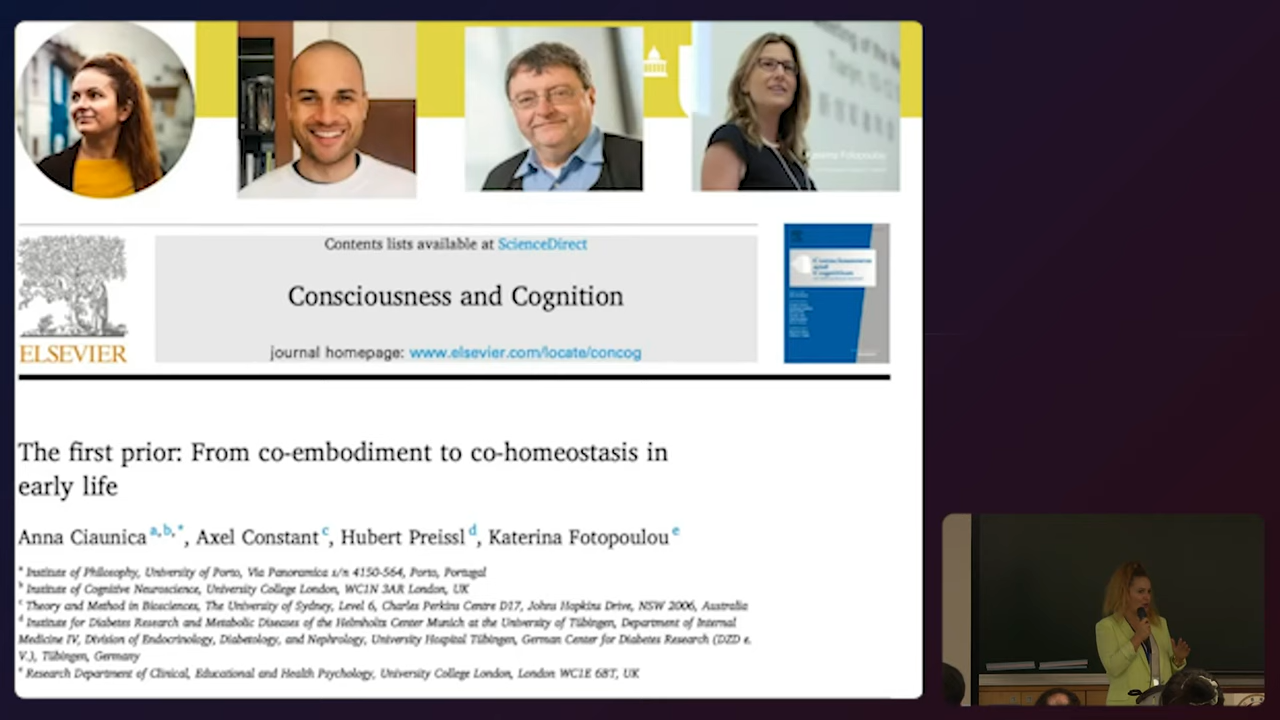 Katerina Fotopoulou
Contents lists available at ScienceDirect
Consciousness and Cognition
journal homepage: www.elsevier.com/locate/concog
ELSEVIER
Consciousness
and
Cognition
The first prior: From co-embodiment to co-homeostasis in
early life
Anna Ciaunica a,b,*, Axel Constant c, Hubert Preissl d, Katerina Fotopoulou e
a Institute of Philosophy, University of Porto, Via Panoramica s/n 4150-564, Porto, Portugal
b Institute of Cognitive Neuroscience, University College London, WC1N 3AR London, UK
c Theory and Method in Biosciences, The University of Sydney, Level 6, Charles Perkins Centre D17, Johns Hopkins Drive, NSW 2006, Australia
d Institute for Diabetes Research and Metabolic Diseases of the Helmholtz Center Munich at the University of Tübingen, Department of Internal
Medicine IV, Division of Endocrinology, Diabetology, and Nephrology, University Hospital Tübingen, German Center for Diabetes Research (DZD e.
V.), Tübingen, Germany
e Research Department of Clinical, Educational and Health Psychology, University College London, London WC1E 6BT, UK